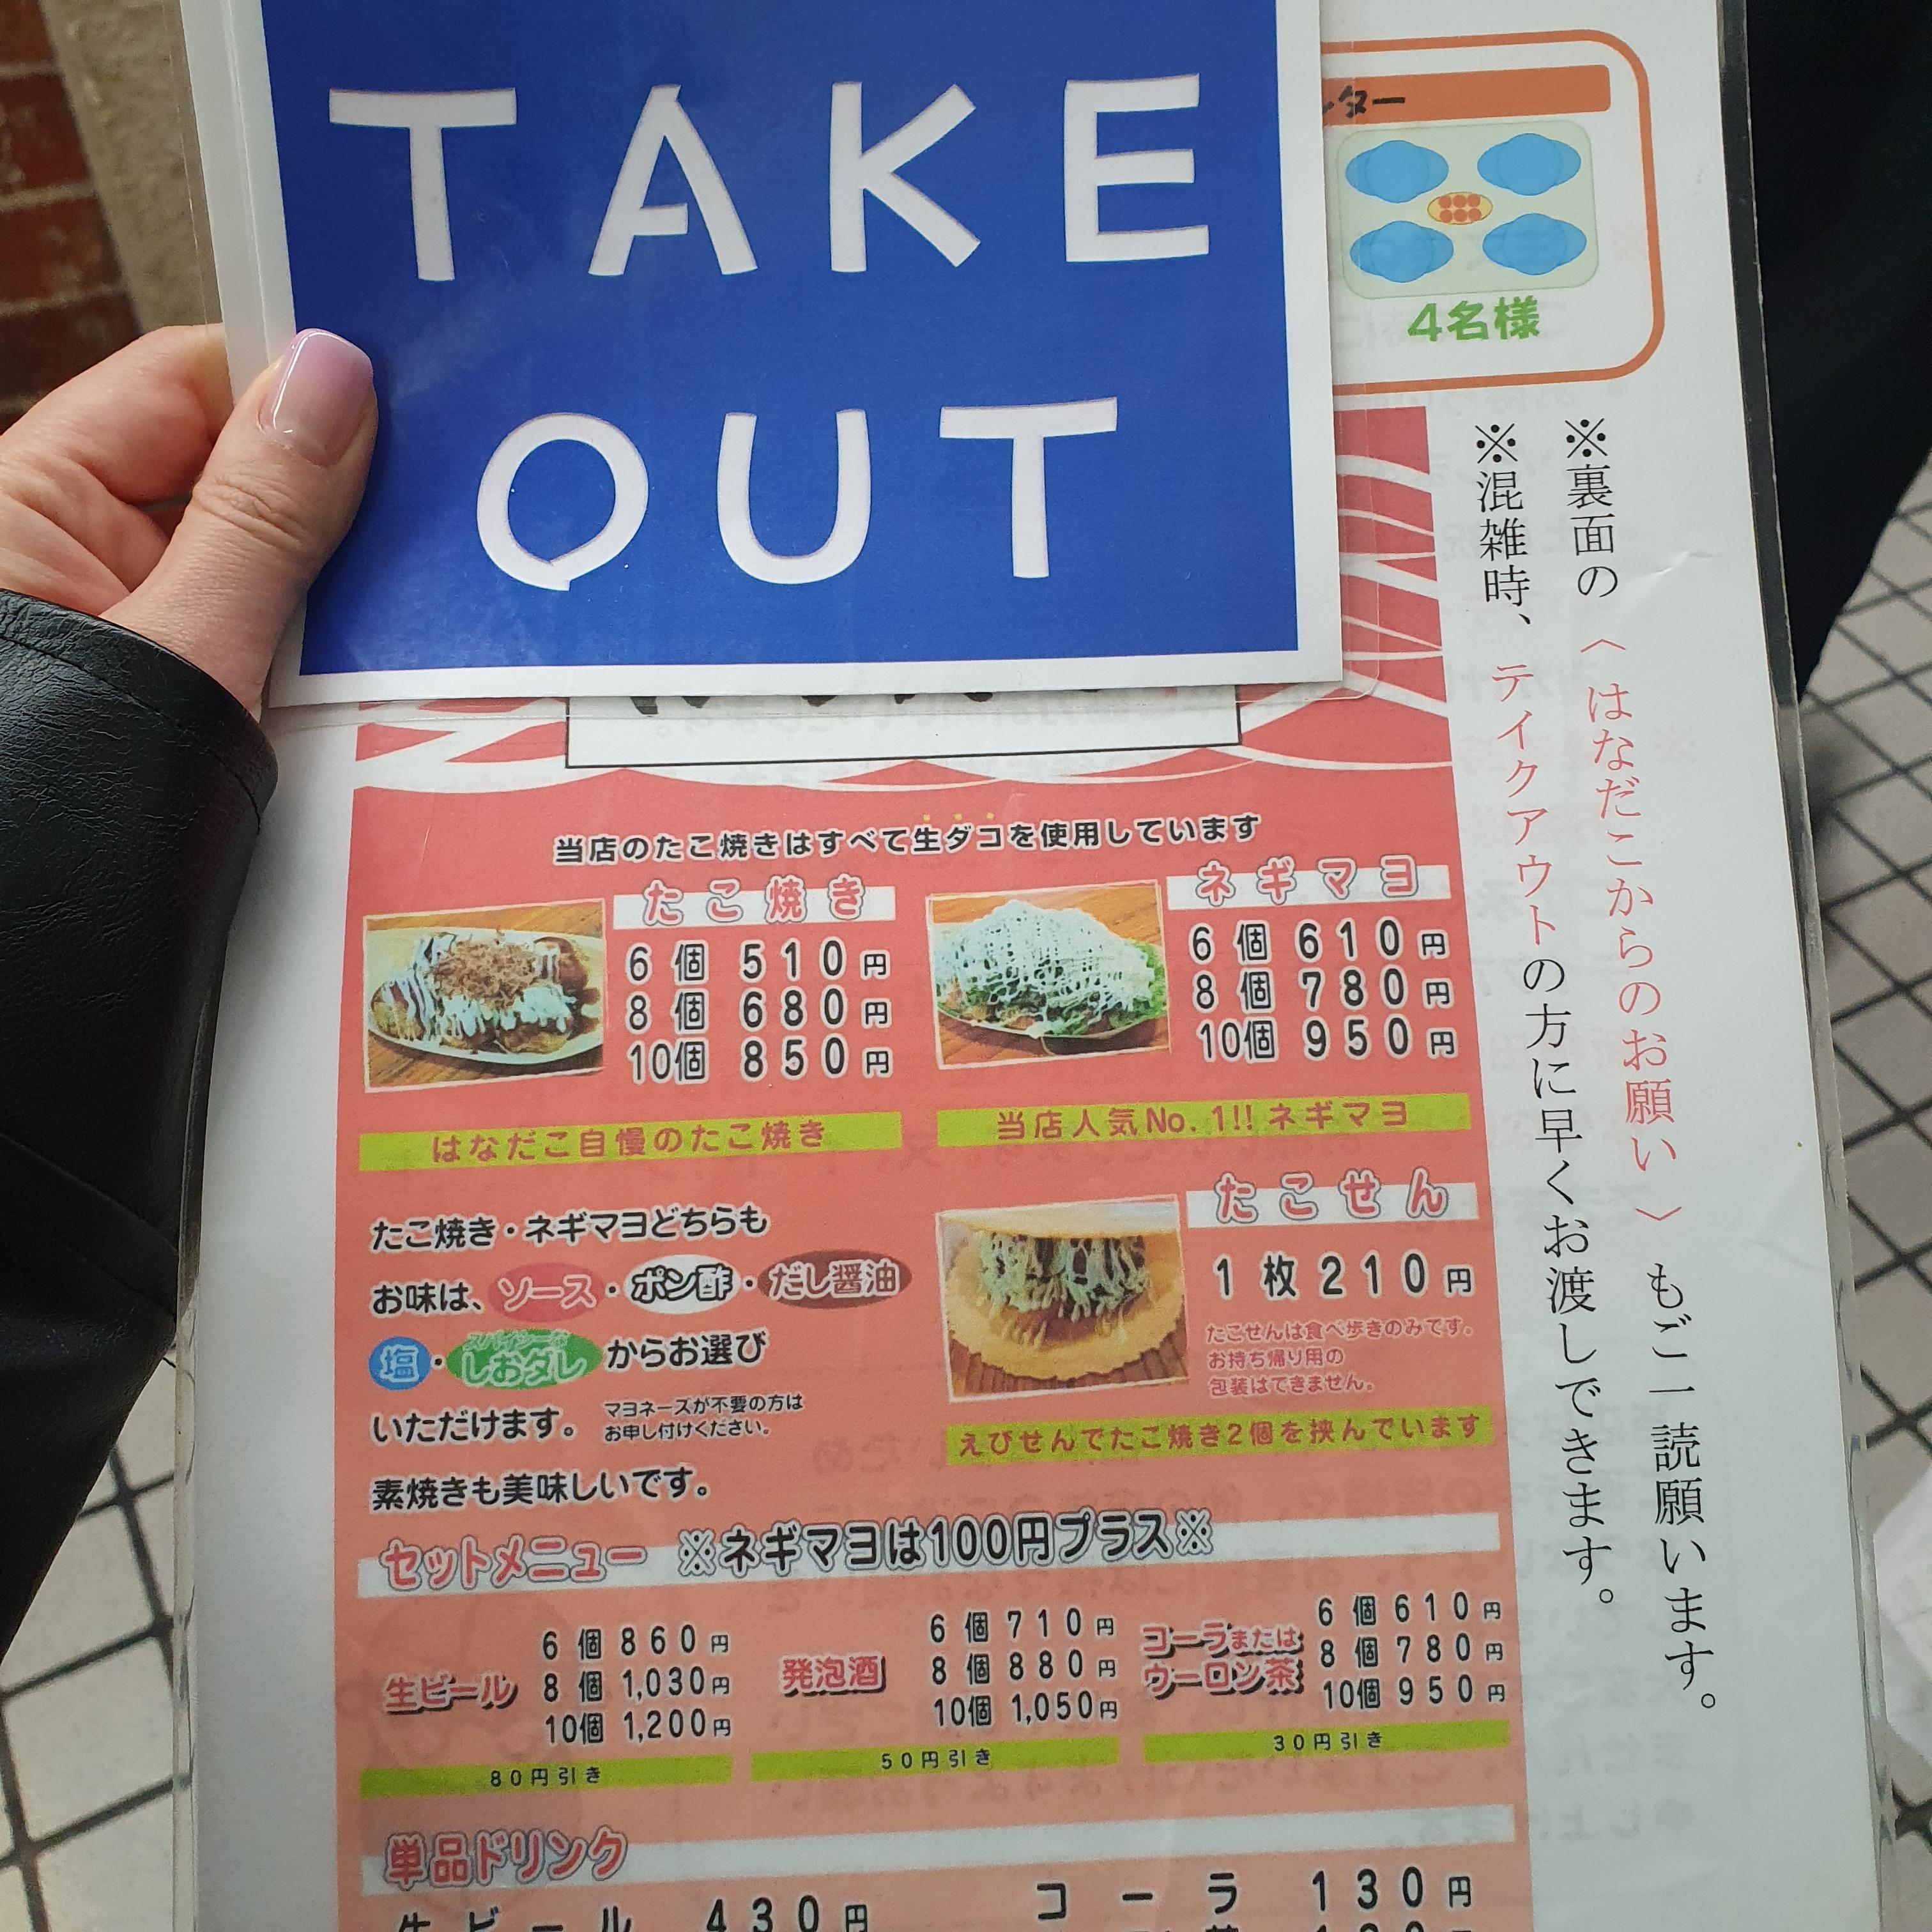 TAKE
OUT
ンター
4名様
※裏面の〈はなだこからのお願い〉もご一読願います。
※混雑時、テイクアウトの方に早くお渡しできます。
当店のたこ焼きはすべて生ダコを使用しています
たこ焼き
6個 510円
8個 680円
10個 850円
はなだこ自慢のたこ焼き
ネギマヨ
6個 610円
8個 780円
10個 950円
当店人気No.1!!ネギマヨ
たこ焼き・ネギマヨどちらも
お味は、ソース・ポン酢・だし醤油
塩・しおダレからお選び
いただけます。
マヨネーズが不要の方は
お申し付けください。
素焼きも美味しいです。
たこせん
1枚210円
たこせんは食べ歩きのみです。
お持ち帰り用の
包装はできません。
えびせんでたこ焼き2個を挟んでいます
セットメニュー ※ネギマヨは100円プラス※
生ビール
6個 860円
8個 1,030円
10個 1,200円
80円引き
発泡酒
6個 710円
8個 880円
10個 1,050円
50円引き
コーラまたは
ウーロン茶
6個 610円
8個 780円
10個 950円
30円引き
単品ドリンク
生ビール 430円
コーラ 130円